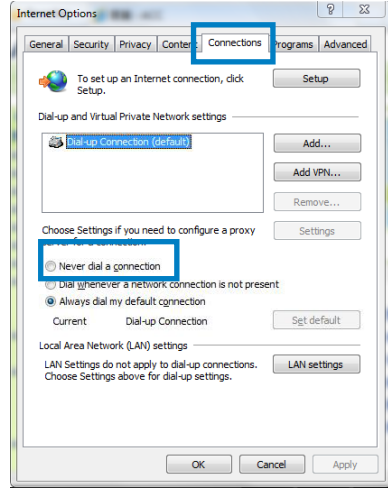 Internet Options
General Security Privacy Content Connections Programs Advanced
To set up an Internet connection, click
Setup.
Setup
Dial-up and Virtual Private Network settings
Dial-up Connection (default)
Add...
Add VPN...
Remove...
Choose Settings if you need to configure a proxy
server for a connection.
Settings
Never dial a connection
Dial whenever a network connection is not present
Always dial my default connection
Current Dial-up Connection
Set default
Local Area Network (LAN) settings
LAN Settings do not apply to dial-up connections.
Choose Settings above for dial-up settings.
LAN settings
OK Cancel Apply